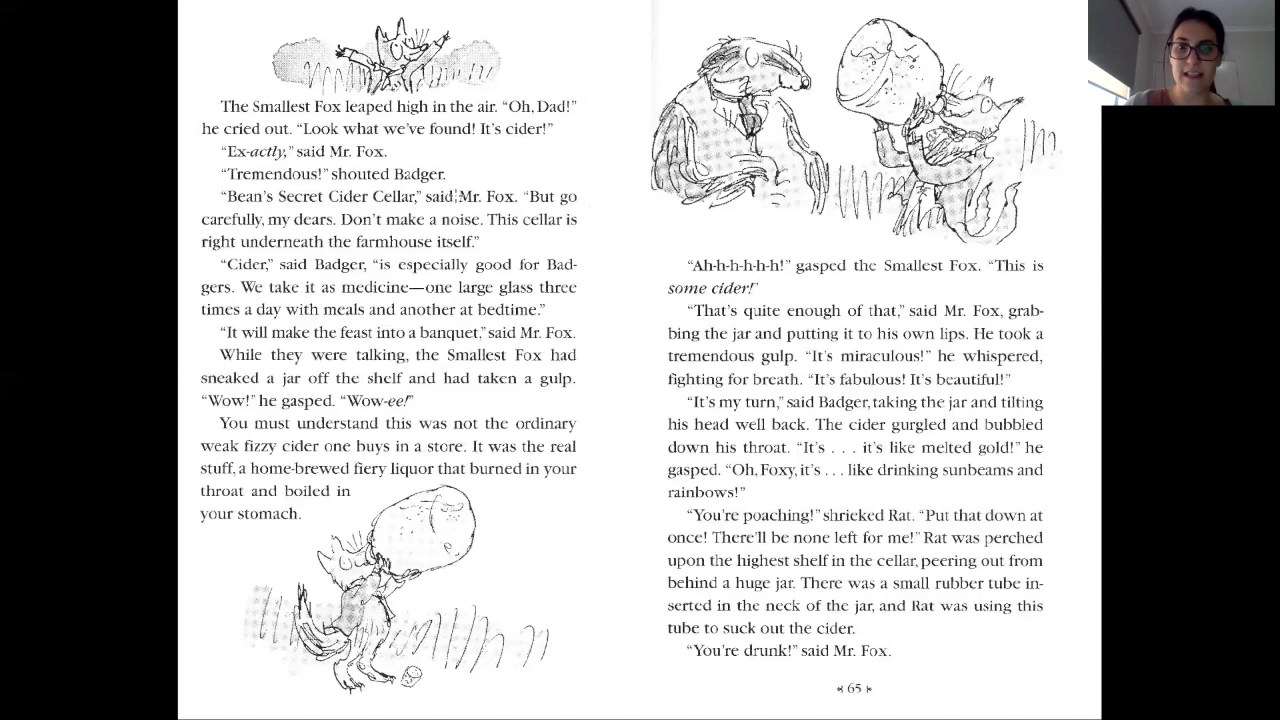 The Smallest Fox leaped high in the air. “Oh, Dad!”
he cried out. “Look what we’ve found! It’s cider!”
“Ex-actly,” said Mr. Fox.
“Tremendous!” shouted Badger.
“Bean’s Secret Cider Cellar,” said Mr. Fox. “But go
carefully, my dears. Don’t make a noise. This cellar is
right underneath the farmhouse itself.”
“Cider,” said Badger, “is especially good for Bad-
gers. We take it as medicine—one large glass three
times a day with meals and another at bedtime.”
“It will make the feast into a banquet,” said Mr. Fox.
While they were talking, the Smallest Fox had
sneaked a jar off the shelf and had taken a gulp.
“Wow!” he gasped. “Wow-ee!”
You must understand this was not the ordinary
weak fizzy cider one buys in a store. It was the real
stuff, a home-brewed fiery liquor that burned in your
throat and boiled in
your stomach.
“Ah-h-h-h-h-h!” gasped the Smallest Fox. “This is
some cider!”
“That’s quite enough of that,” said Mr. Fox, grab-
bing the jar and putting it to his own lips. He took a
tremendous gulp. “It’s miraculous!” he whispered,
fighting for breath. “It’s fabulous! It’s beautiful!”
“It’s my turn,” said Badger, taking the jar and tilting
his head well back. The cider gurgled and bubbled
down his throat. “It’s . . . it’s like melted gold!” he
gasped. “Oh, Foxy, it’s . . . like drinking sunbeams and
rainbows!”
“You’re poaching!” shrieked Rat. “Put that down at
once! There’ll be none left for me!” Rat was perched
upon the highest shelf in the cellar, peering out from
behind a huge jar. There was a small rubber tube in-
serted in the neck of the jar, and Rat was using this
tube to suck out the cider.
“You’re drunk!” said Mr. Fox.
65